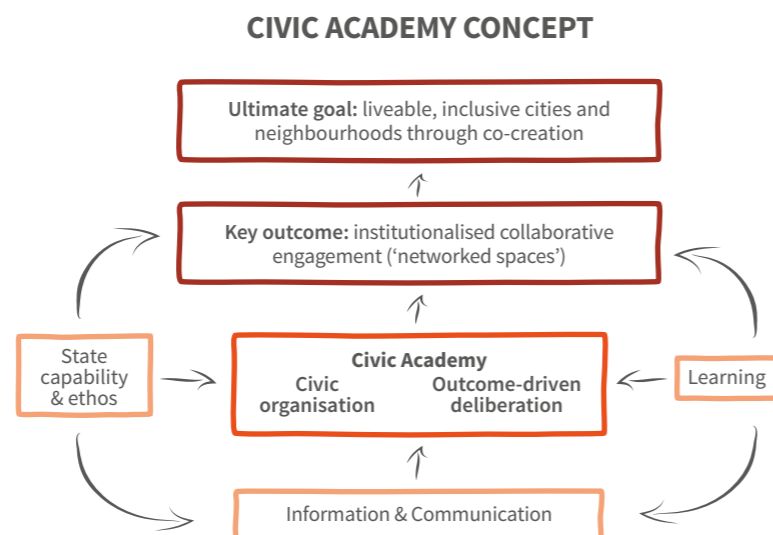 CIVIC ACADEMY CONCEPT
Ultimate goal: liveable, inclusive cities and
neighbourhoods through co-creation
Key outcome: institutionalised collaborative
engagement (‘networked spaces’)
State
capability
& ethos
Civic Academy
Civic
organisation
Outcome-driven
deliberation
Learning
Information & Communication